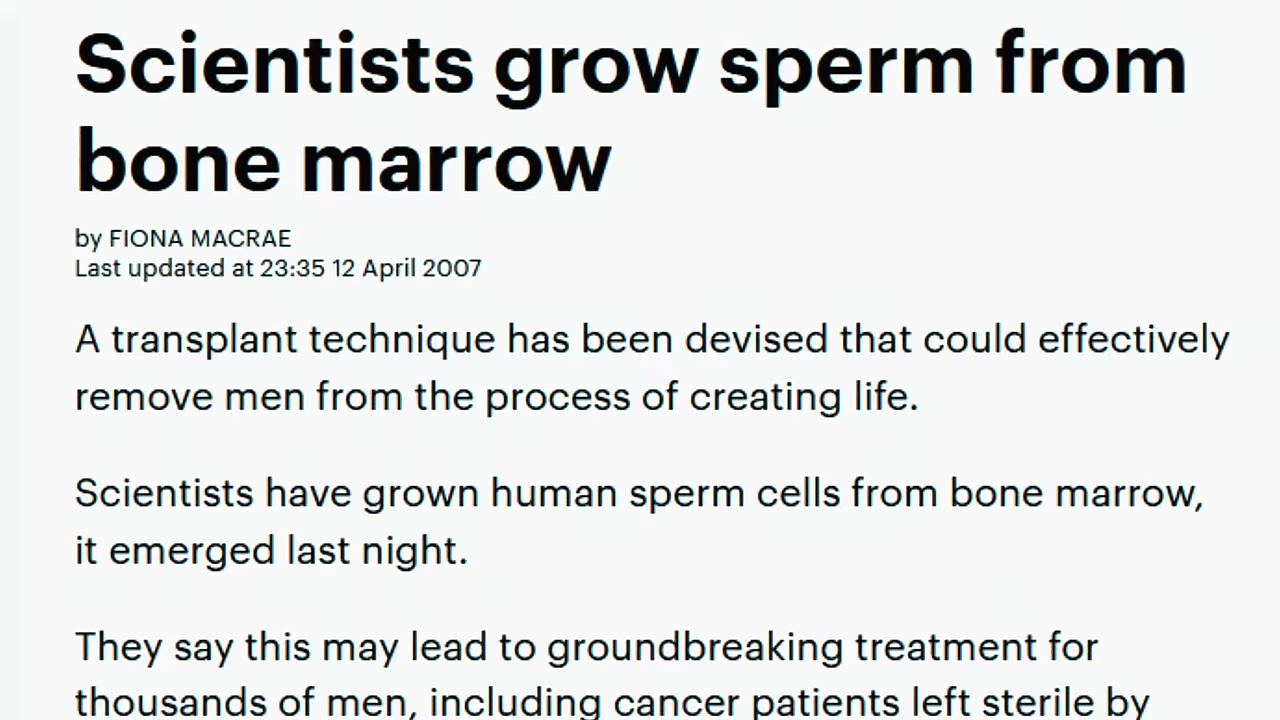 Scientists grow sperm from
bone marrow
by FIONA MACRAE
Last updated at 23:35 12 April 2007
A transplant technique has been devised that could effectively
remove men from the process of creating life.
Scientists have grown human sperm cells from bone marrow,
it emerged last night.
They say this may lead to groundbreaking treatment for
thousands of men, including cancer patients left sterile by